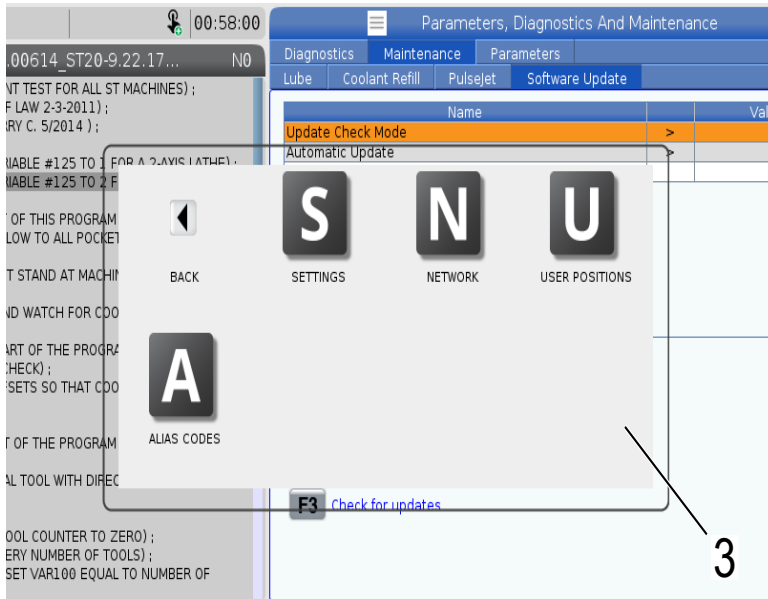 00:58:00
Parameters, Diagnostics And Maintenance
.00614_ST20-9.22.17... N0
Diagnostics Maintenance Parameters
Lube Coolant Refill PulseJet Software Update
NT TEST FOR ALL ST MACHINES) ;
F LAW 2-3-2011) ;
RRY C. 5/2014 ) ;
RIABLE #125 TO 1 FOR A 2-AXIS LATHE) ;
RIABLE #125 TO 2 F
T OF THIS PROGRAM
LOW TO ALL POCKET
T STAND AT MACHIN
ND WATCH FOR COO
ART OF THE PROGRA
CHECK) ;
FSETS SO THAT COO
T OF THE PROGRAM
AL TOOL WITH DIREC
OOL COUNTER TO ZERO) ;
ERY NUMBER OF TOOLS) ;
SET VAR100 EQUAL TO NUMBER OF
Name Val
Update Check Mode >
Automatic Update >
S N U
BACK SETTINGS NETWORK USER POSITIONS
A
ALIAS CODES
F3 Check for updates
3